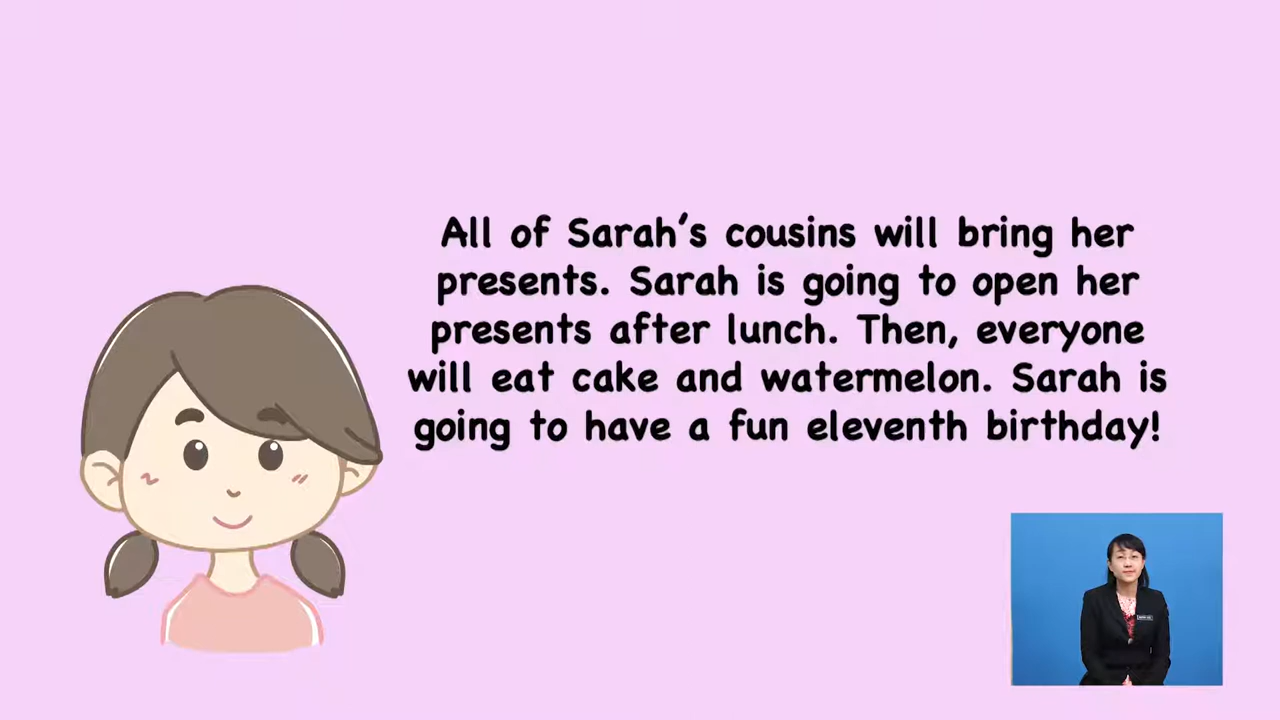 All of Sarah's cousins will bring her
presents. Sarah is going to open her
presents after lunch. Then, everyone
will eat cake and watermelon. Sarah is
going to have a fun eleventh birthday!